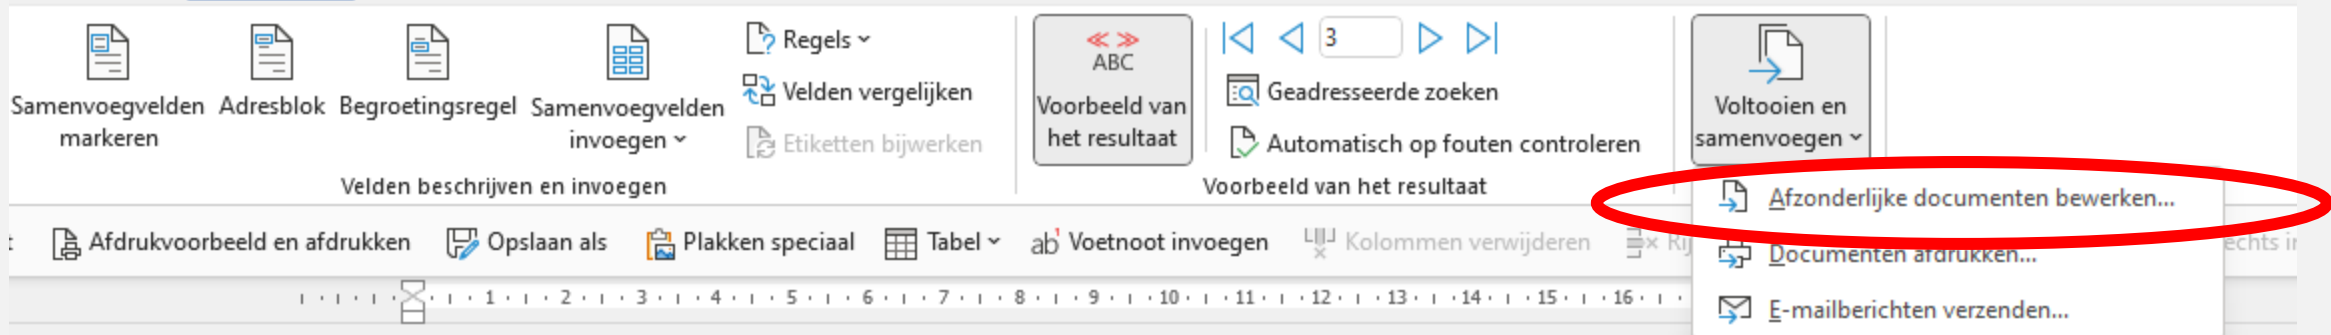 Samenvoegvelden markeren
Adresblok
Begroetingsregel
Samenvoegvelden invoegen
Regels
Velden vergelijken
Etiketten bijwerken
Velden beschrijven en invoegen
ABC
Voorbeeld van het resultaat
3
Geadresseerde zoeken
Automatisch op fouten controleren
Voorbeeld van het resultaat
Voltooien en samenvoegen
Afzonderlijke documenten bewerken...
Documenten afdrukken...
E-mailberichten verzenden...
Afdrukvoorbeeld en afdrukken
Opslaan als
Plakken speciaal
Tabel
ab Voetnoot invoegen
Kolommen verwijderen
1 2 3 4 5 6 7 8 9 10 11 12 13 14 15 16